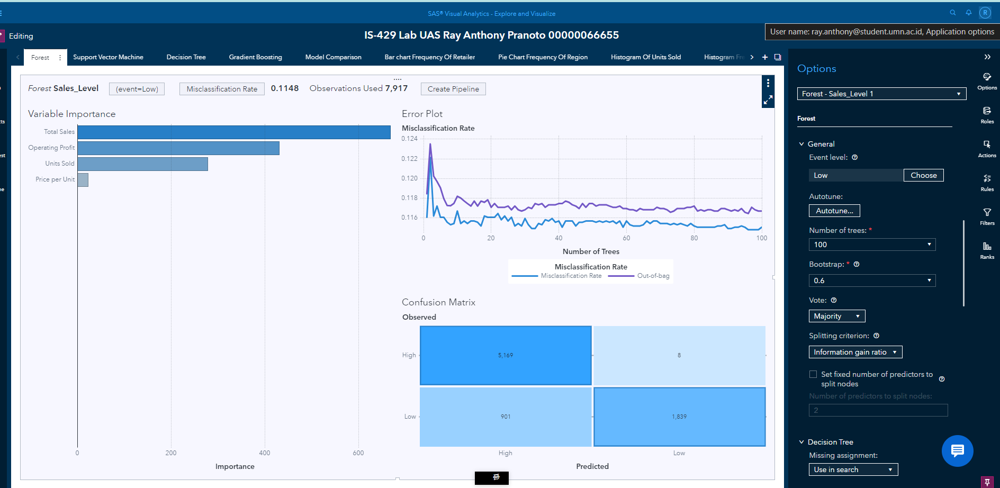 SAS® Visual Analytics - Explore and Visualize
R
Editing
IS-429 Lab UAS Ray Anthony Pranoto 00000066655
User name: ray.anthony@student.umn.ac.id, Application options
Forest
Support Vector Machine
Decision Tree
Gradient Boosting
Model Comparison
Bar chart Frequency Of Retailer
Pie Chart Frequency Of Region
Histogram Of Units Sold
Histogram Fre
Forest Sales_Level
(event=Low)
Misclassification Rate
0.1148
Observations Used 7,917
Create Pipeline
Variable Importance
Total Sales
Operating Profit
Units Sold
Price per Unit
0
200
400
600
Importance
Error Plot
Misclassification Rate
0.124
0.122
0.120
0.118
0.116
0
20
40
60
80
100
Number of Trees
Misclassification Rate
Misclassification Rate
Out-of-bag
Confusion Matrix
Observed
High
5,169
8
Low
901
1,839
High
Low
Predicted
Options
Forest - Sales_Level 1
Forest
General
Event level:
Low
Choose
Autotune:
Autotune...
Number of trees: *
100
Bootstrap: *
0.6
Vote:
Majority
Splitting criterion:
Information gain ratio
Set fixed number of predictors to
split nodes
Number of predictors to split nodes:
2
Decision Tree
Missing assignment:
Use in search
Options
Roles
Actions
Rules
Filters
Ranks